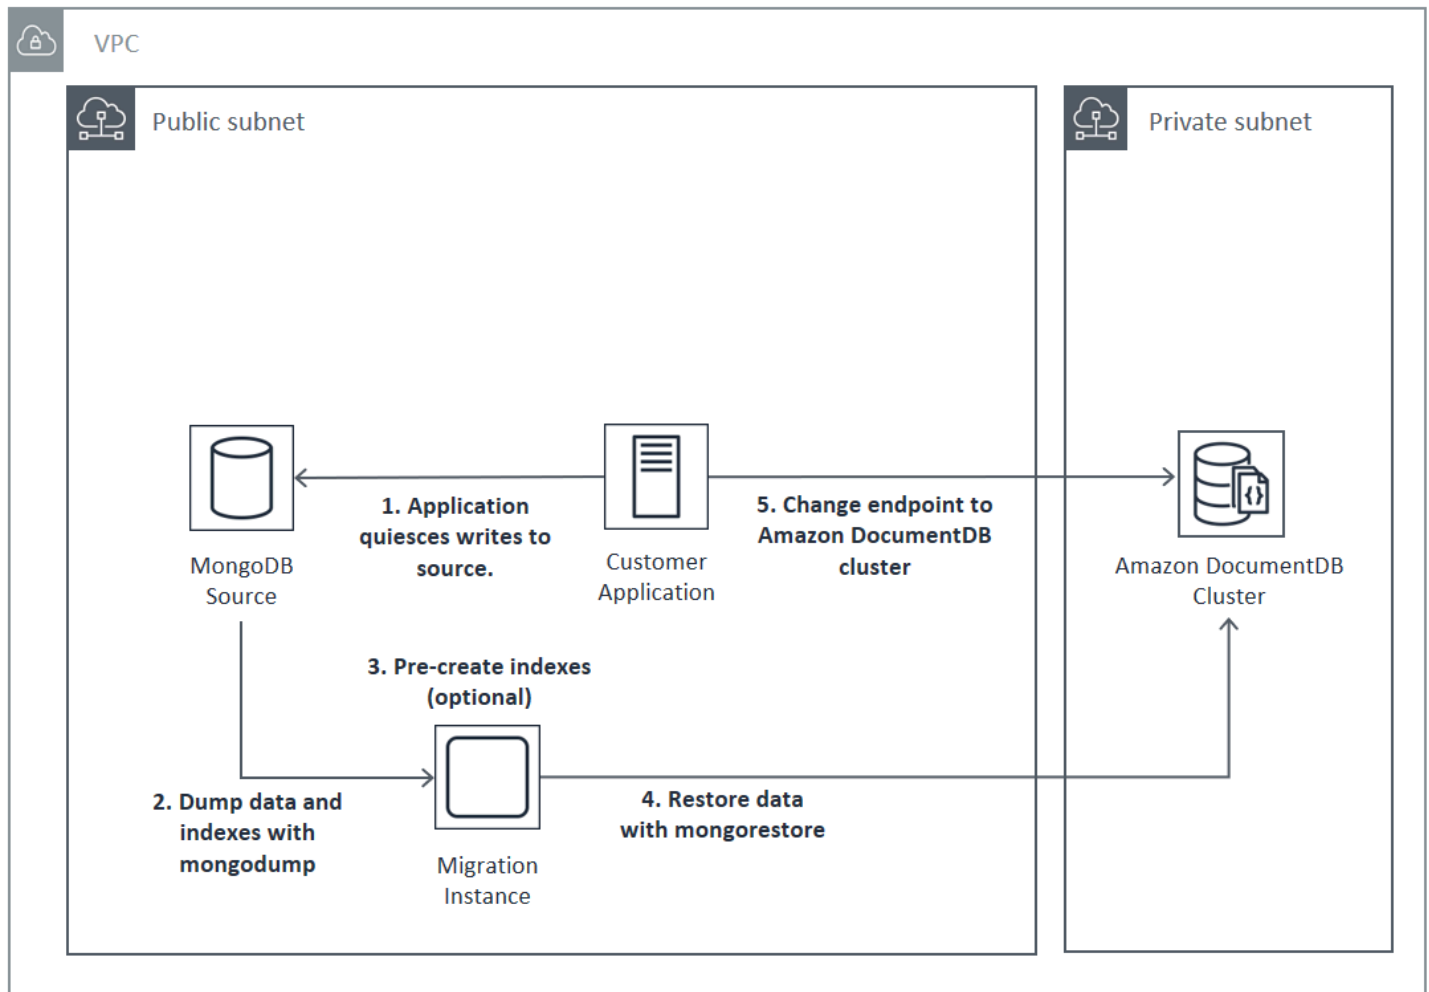 VPC
Public subnet
Private subnet
MongoDB
Source
1. Application
quiesces writes to
source.
Customer
Application
5. Change endpoint to
Amazon DocumentDB
cluster
Amazon DocumentDB
Cluster
3. Pre-create indexes
(optional)
2. Dump data and
indexes with
mongodump
Migration
Instance
4. Restore data
with mongorestore